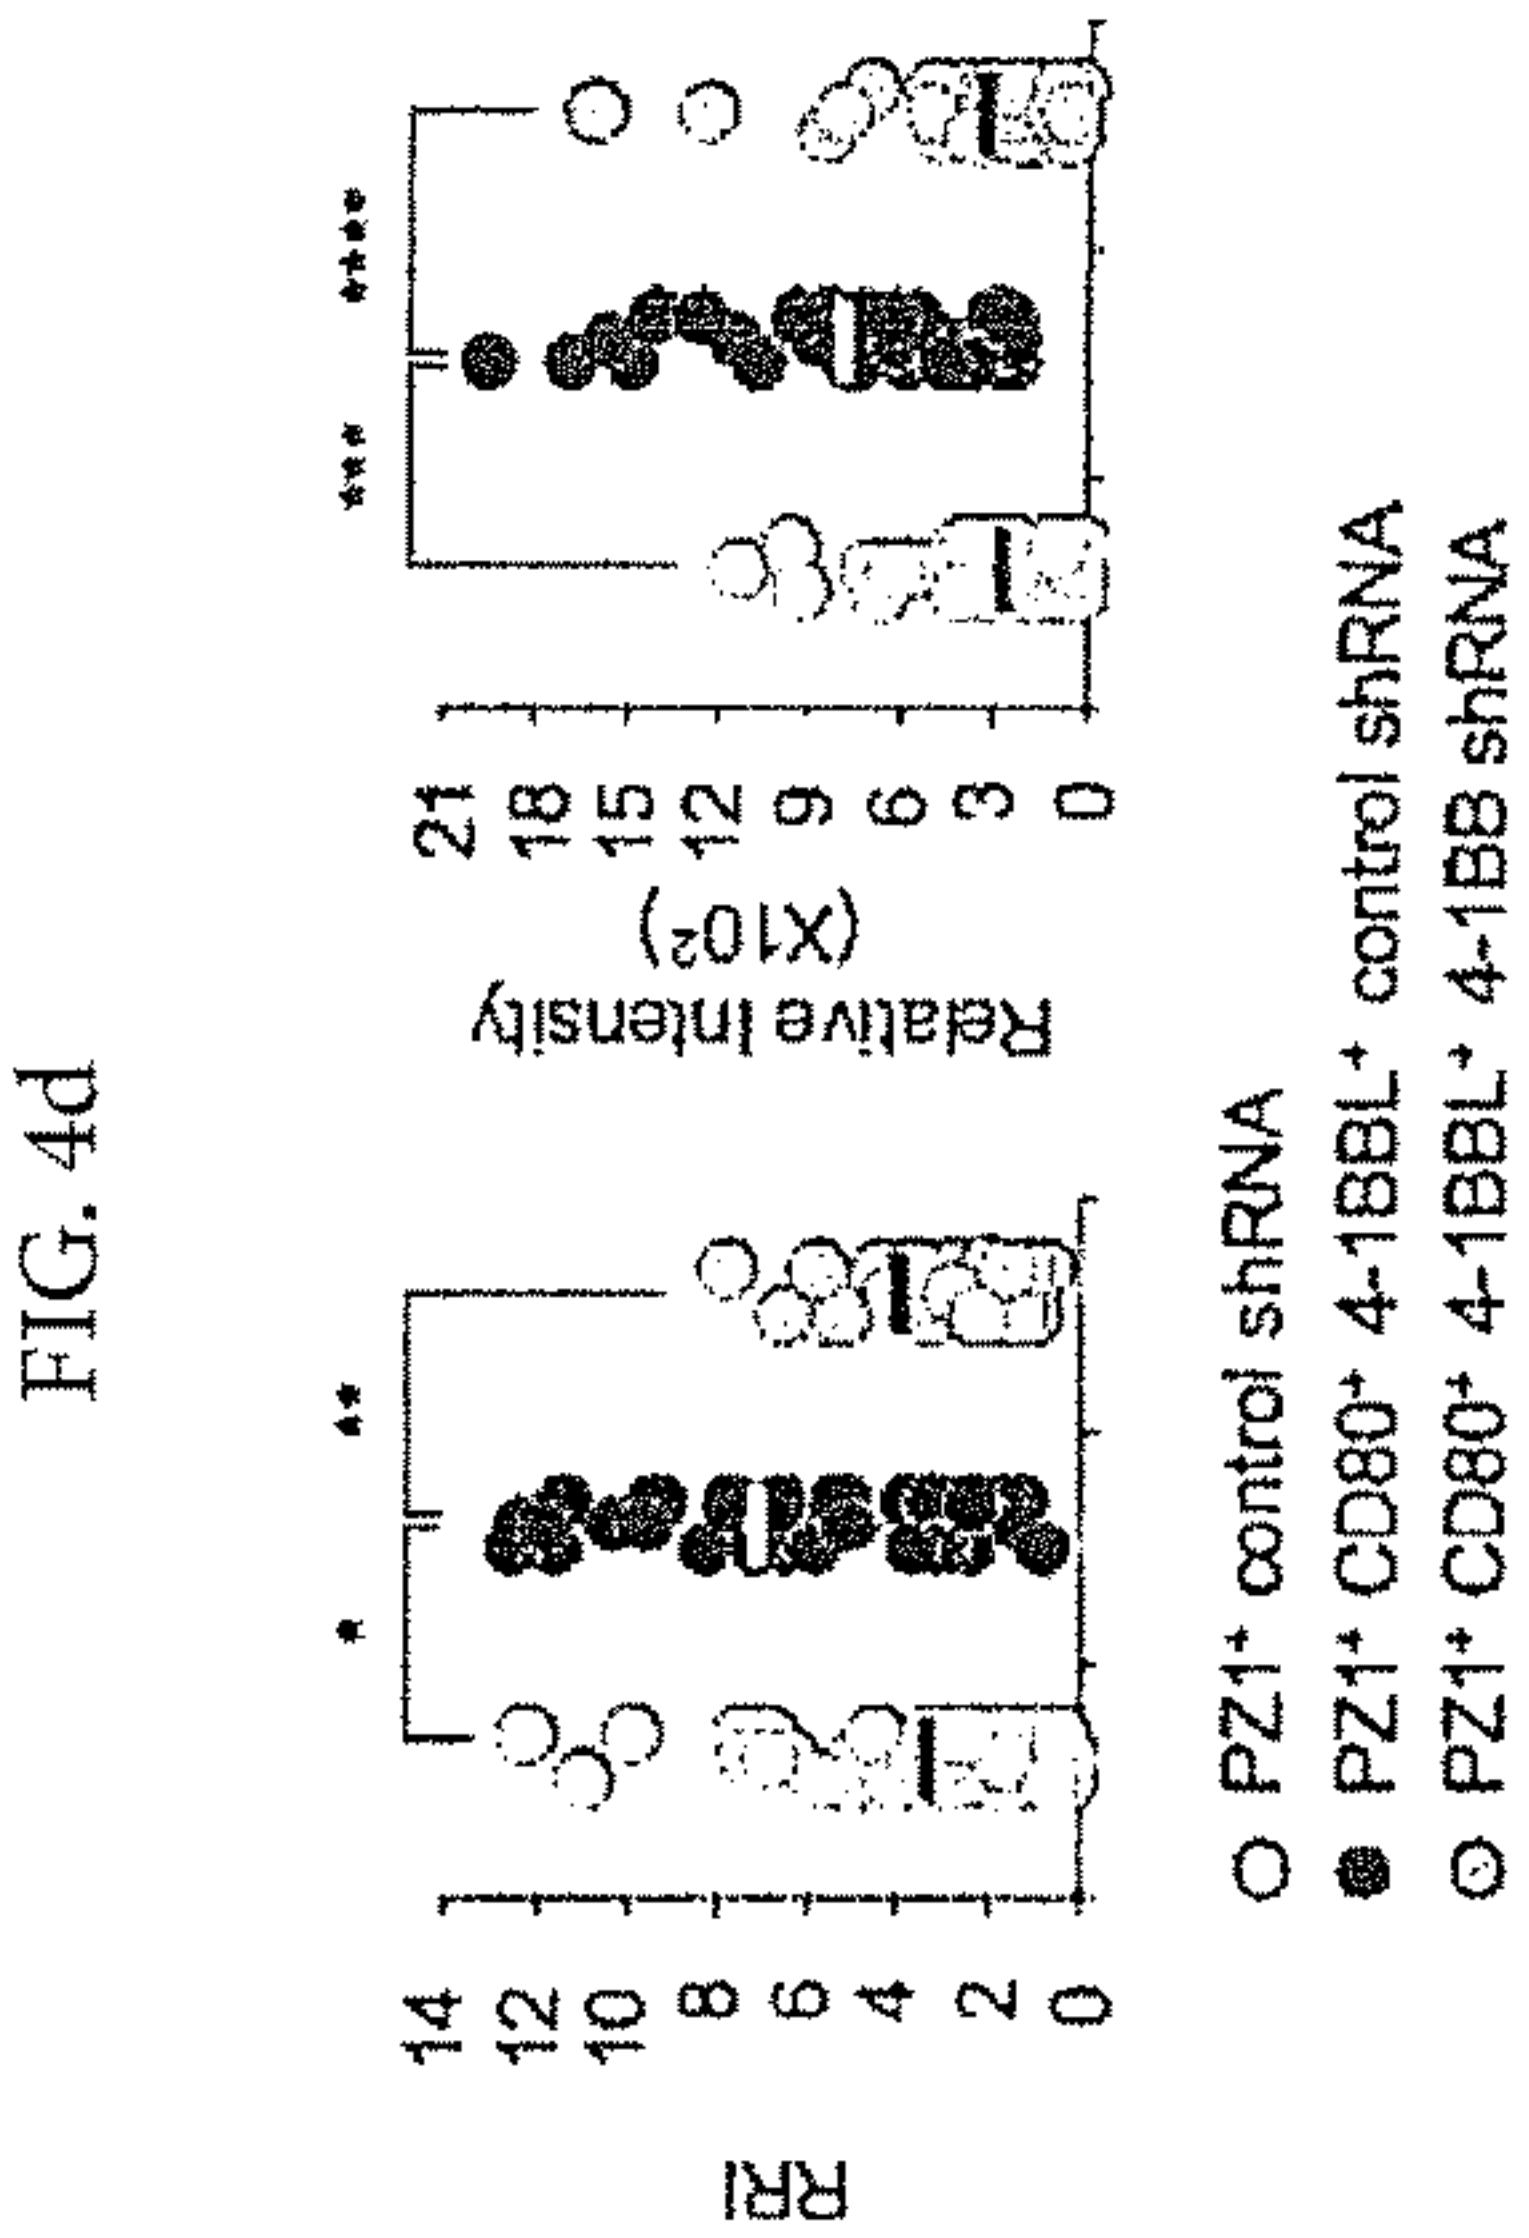 FIG. 4d
RRI
14
12
10
8
6
4
2
0
*
**
Relative Intensity
(X10²)
21
18
15
12
9
6
3
0
***
****
PZ1⁺ control shRNA
PZ1⁺ CD80⁺ 4-1BBL⁺ control shRNA
PZ1⁺ CD80⁺ 4-1BBL⁺ 4-1BB shRNA